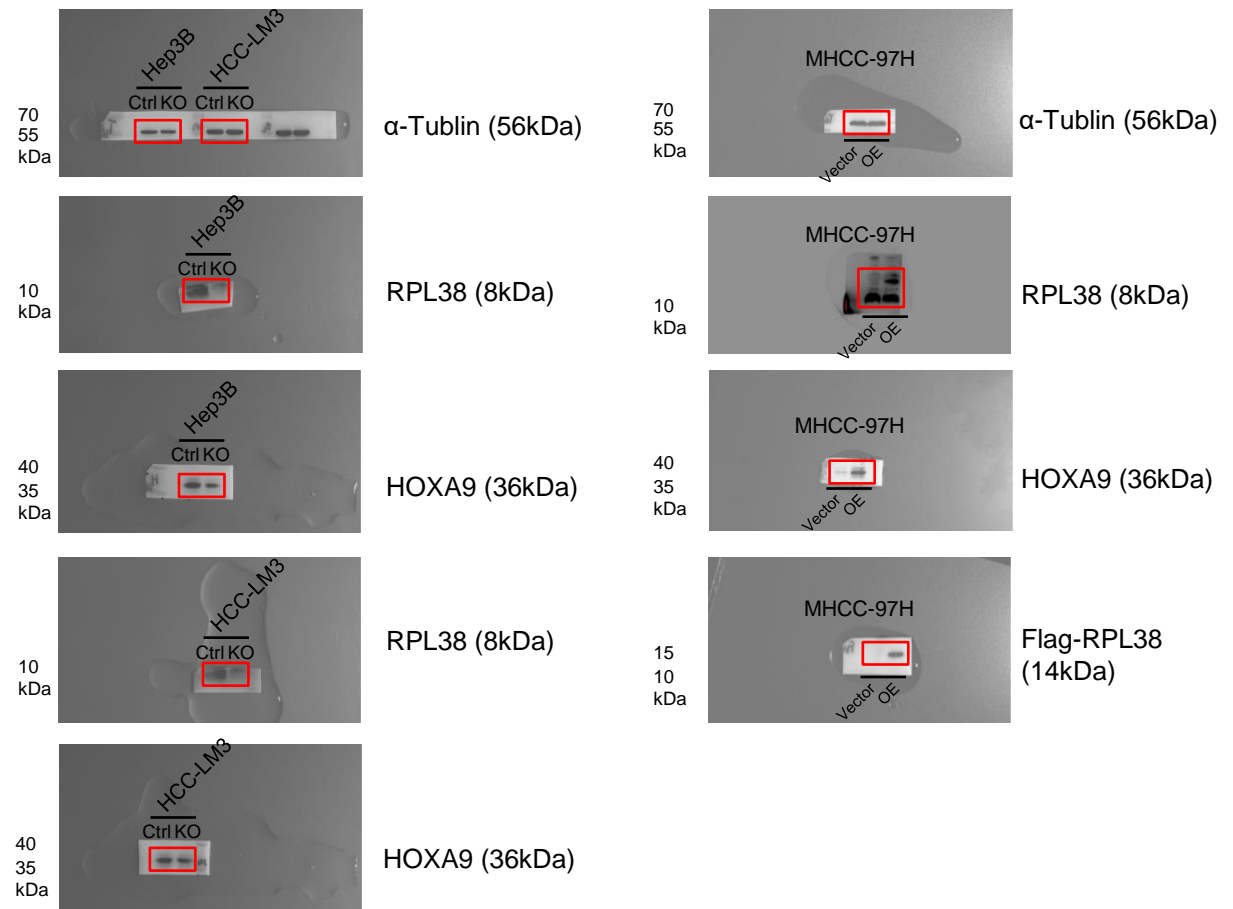 Hep3B
HCC-LM3
Ctrl KO Ctrl KO
70
55
kDa
α-Tublin (56kDa)
Hep3B
Ctrl KO
10
kDa
RPL38 (8kDa)
Hep3B
Ctrl KO
40
35
kDa
HOXA9 (36kDa)
HCC-LM3
Ctrl KO
10
kDa
RPL38 (8kDa)
HCC-LM3
Ctrl KO
40
35
kDa
HOXA9 (36kDa)
MHCC-97H
70
55
kDa
α-Tublin (56kDa)
Vector
OE
MHCC-97H
10
kDa
RPL38 (8kDa)
Vector
OE
MHCC-97H
40
35
kDa
HOXA9 (36kDa)
Vector
OE
MHCC-97H
15
10
kDa
Flag-RPL38
(14kDa)
Vector
OE